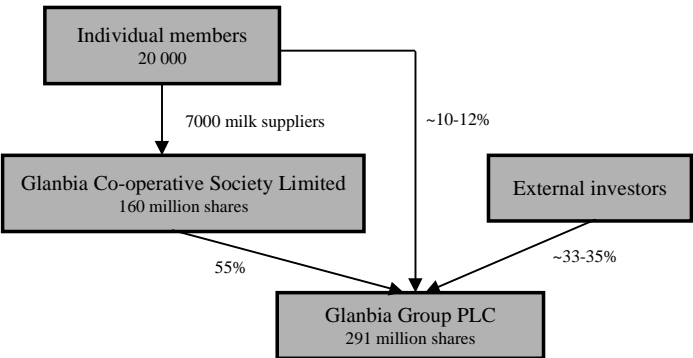 Individual members
20 000
7000 milk suppliers
~10-12%
Glanbia Co-operative Society Limited
160 million shares
External investors
55%
~33-35%
Glanbia Group PLC
291 million shares